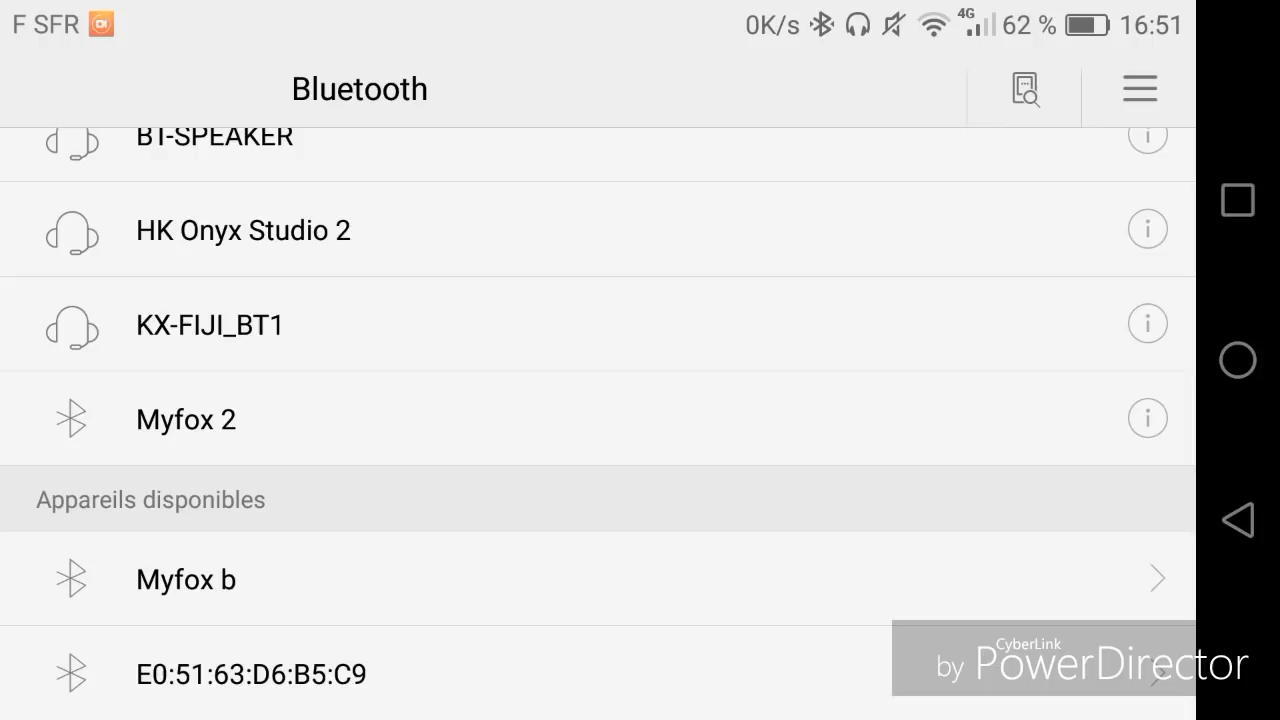 F SFR 0K/s 4G 62 % 16:51
Bluetooth
BT-SPEAKER
HK Onyx Studio 2
KX-FIJI_BT1
Myfox 2
Appareils disponibles
Myfox b
E0:51:63:D6:B5:C9
CyberLink
by PowerDirector